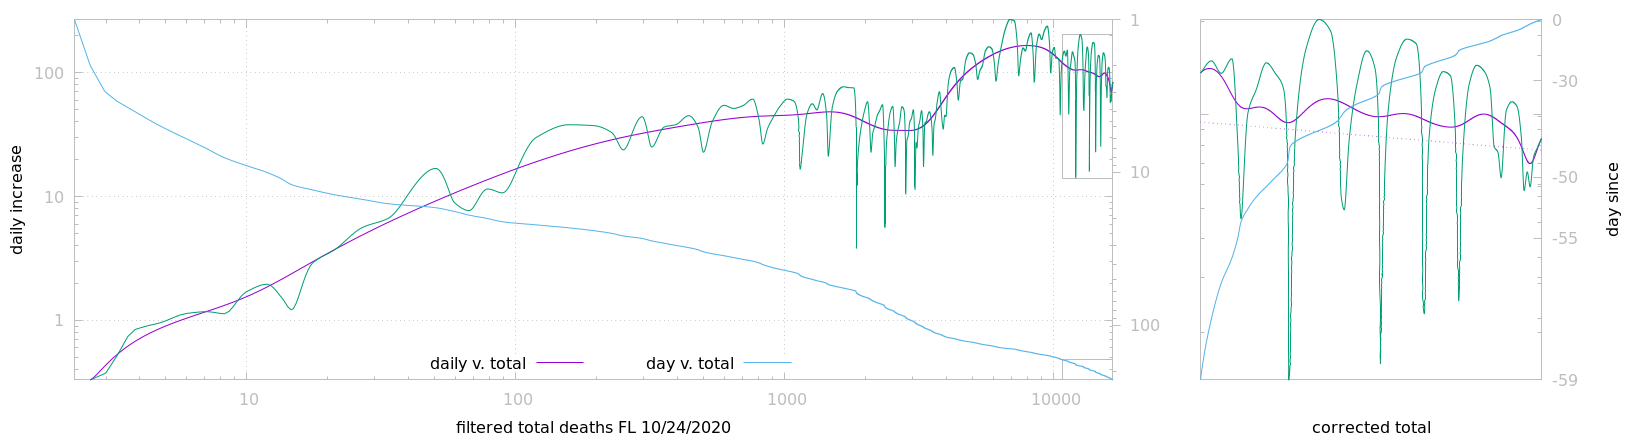 1
0
100
-30
10
10
-50
-55
1
100
daily v. total
day v. total
-59
10
100
1000
10000
daily increase
day since
filtered total deaths FL 10/24/2020
corrected total